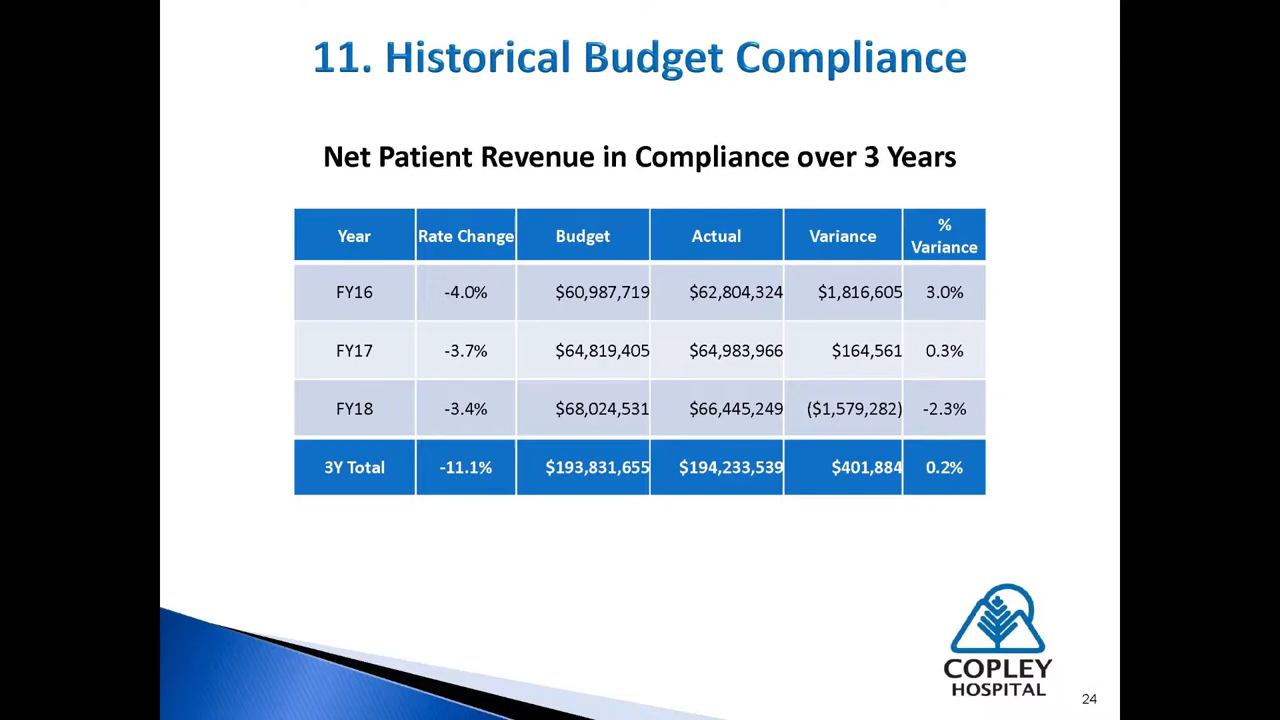 11. Historical Budget Compliance
Net Patient Revenue in Compliance over 3 Years
Year Rate Change Budget Actual Variance % Variance
FY16 -4.0% $60,987,719 $62,804,324 $1,816,605 3.0%
FY17 -3.7% $64,819,405 $64,983,966 $164,561 0.3%
FY18 -3.4% $68,024,531 $66,445,249 ($1,579,282) -2.3%
3Y Total -11.1% $193,831,655 $194,233,539 $401,884 0.2%
COPLEY
HOSPITAL
24